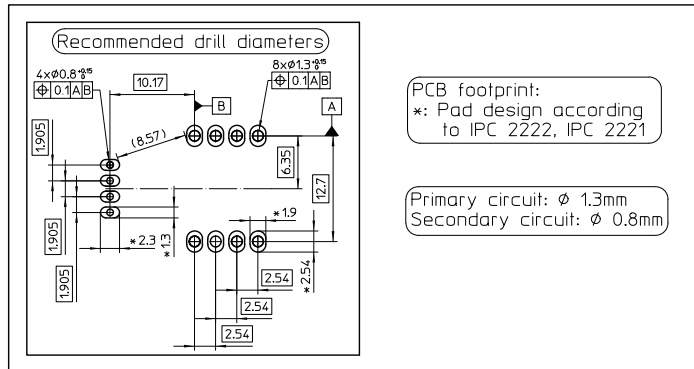 Recommended drill diameters
4xØ0.8 +0.15 0
⌖ 0.1 A B
10.17
8xØ1.3 +0.15 0
⌖ 0.1 A B
B
A
(8.57)
1.905
6.35
12.7
1.905
1.905
*2.3
*1.3
*1.9
*2.54
2.54
2.54
2.54
PCB footprint:
*: Pad design according
to IPC 2222, IPC 2221
Primary circuit: Ø 1.3mm
Secondary circuit: Ø 0.8mm